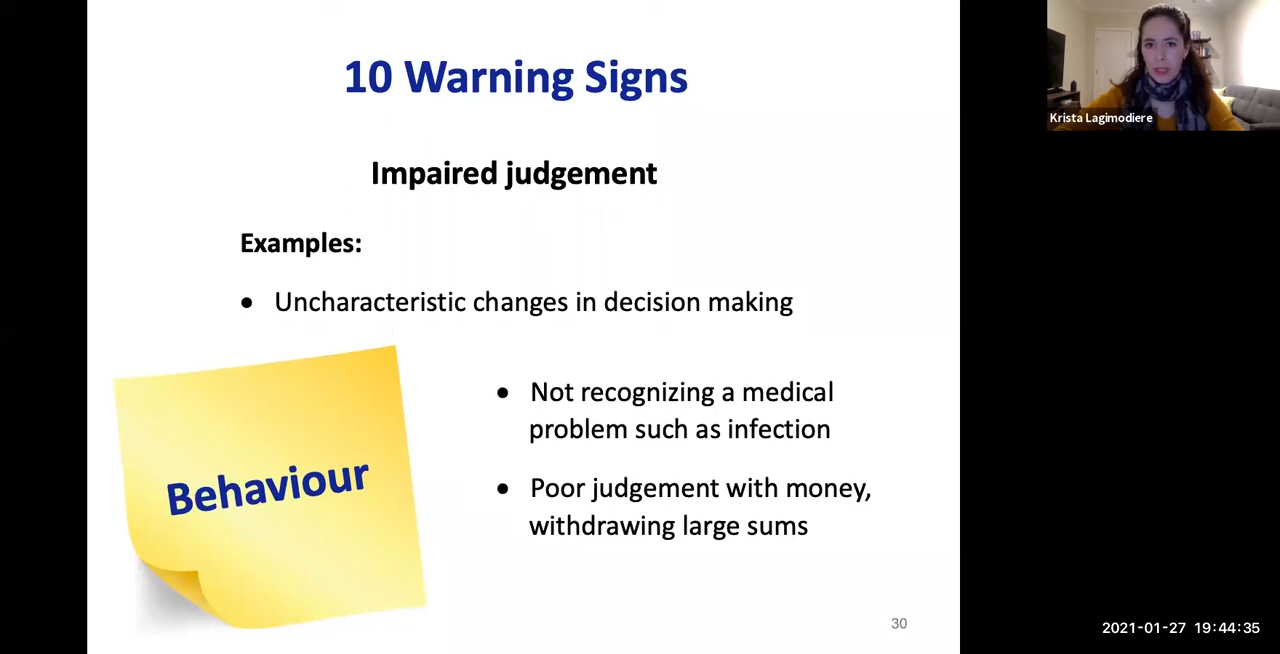 10 Warning Signs
Krista Lagimodiere
Impaired judgement
Examples:
• Uncharacteristic changes in decision making
• Not recognizing a medical
problem such as infection
Behaviour
• Poor judgement with money,
withdrawing large sums
30
2021-01-27 19:44:35